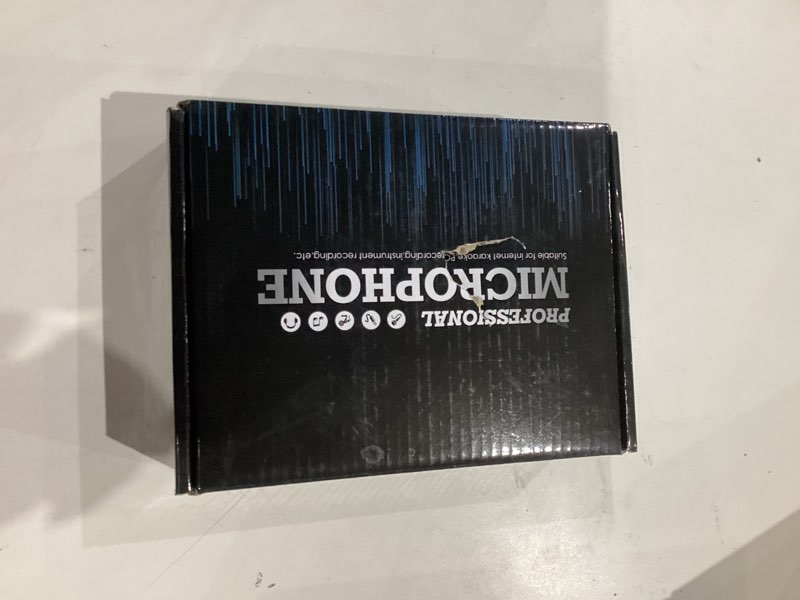 PROFESSIONAL
MICROPHONE
Suitable for internet karaoke,PC recording,instrument recording,etc.